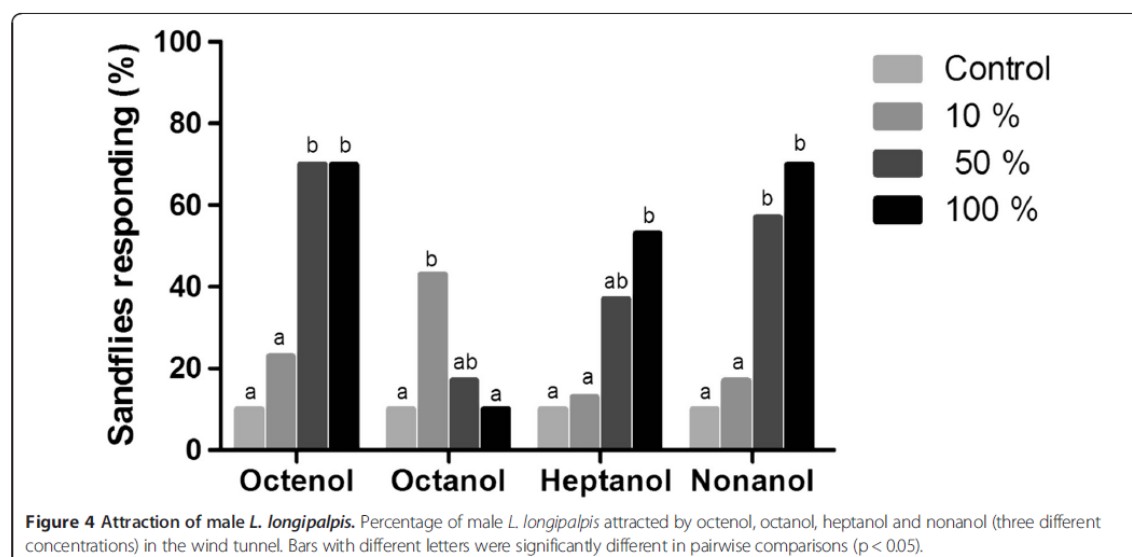 100
80
60
40
20
0
Sandflies responding (%)
Control
10 %
50 %
100 %
a a b b
a b ab a
a a ab b
a a b b
Octenol Octanol Heptanol Nonanol
Figure 4 Attraction of male L. longipalpis. Percentage of male L. longipalpis attracted by octenol, octanol, heptanol and nonanol (three different
concentrations) in the wind tunnel. Bars with different letters were significantly different in pairwise comparisons (p < 0.05).